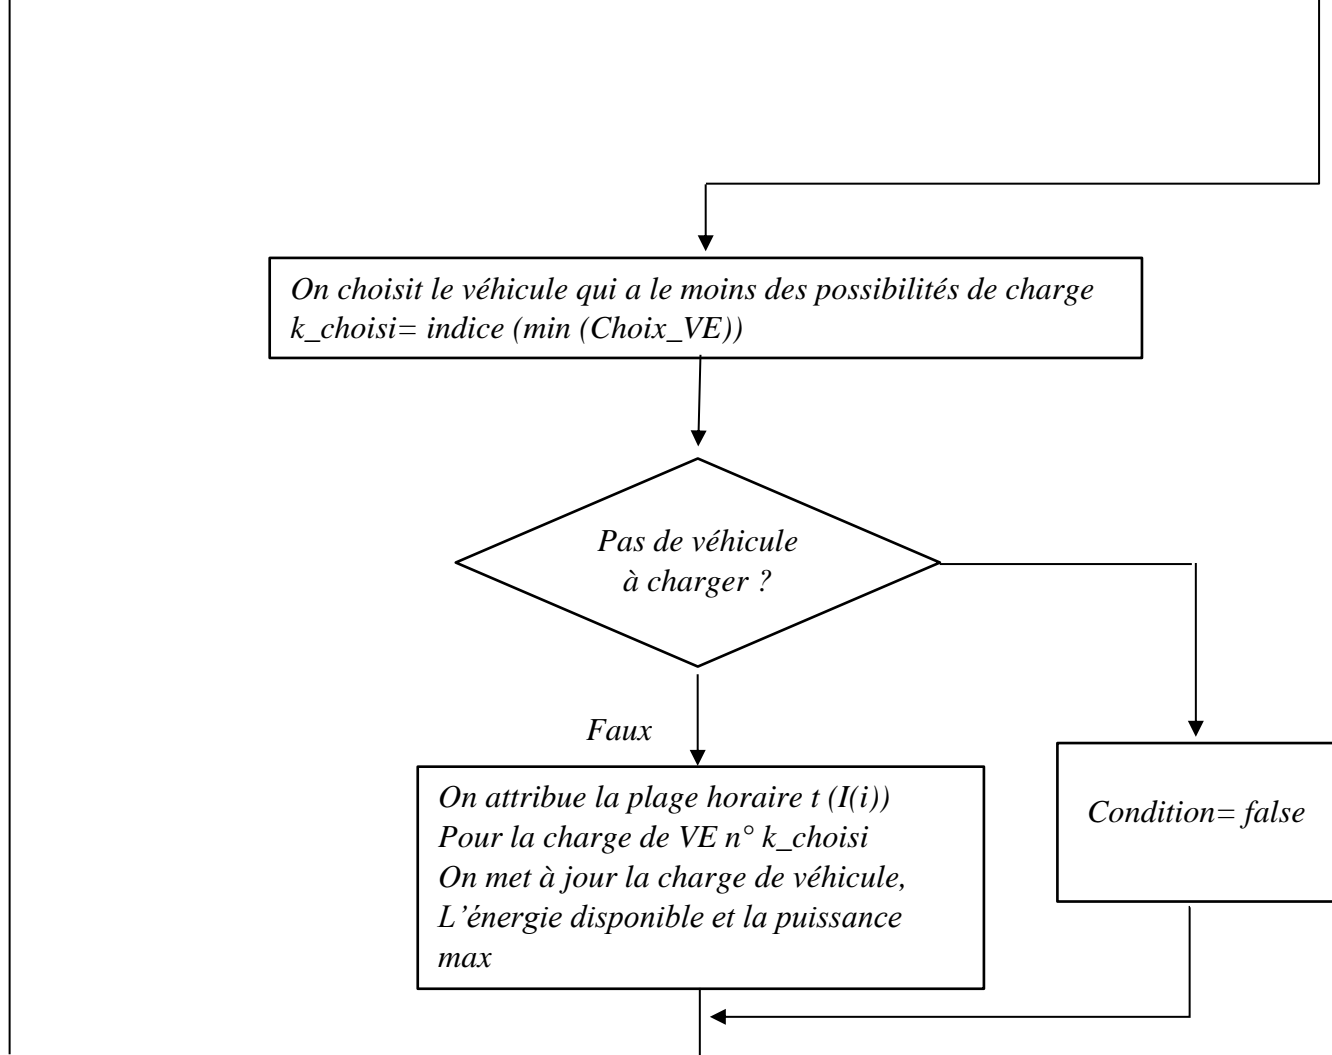 On choisit le véhicule qui a le moins des possibilités de charge
k_choisi= indice (min (Choix_VE))
Pas de véhicule
à charger ?
Faux
On attribue la plage horaire t (I(i))
Pour la charge de VE n° k_choisi
On met à jour la charge de véhicule,
L’énergie disponible et la puissance
max
Condition= false